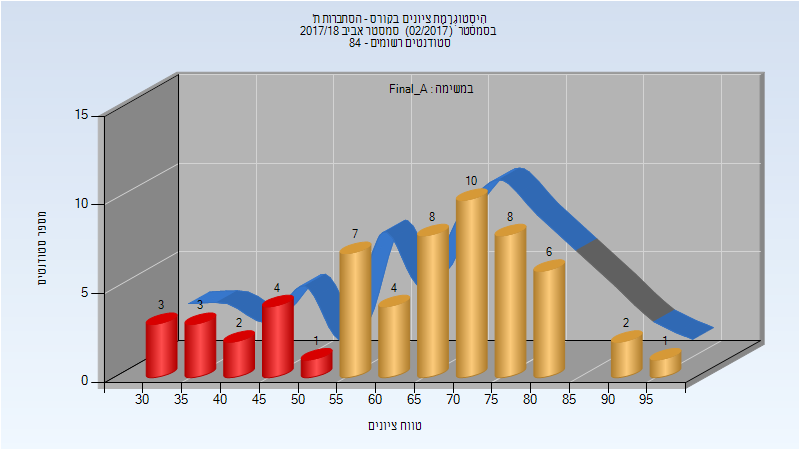 היסטוגרמת ציונים בקורס - הסתברות ת'
בסמסטר (02/2017) סמסטר אביב 2017/18
סטודנטים רשומים - 84
במשימה : Final_A
מספר סטודנטים
15
10
5
0
3
3
2
4
1
7
4
8
10
8
6
2
1
30 35 40 45 50 55 60 65 70 75 80 85 90 95
טווח ציונים